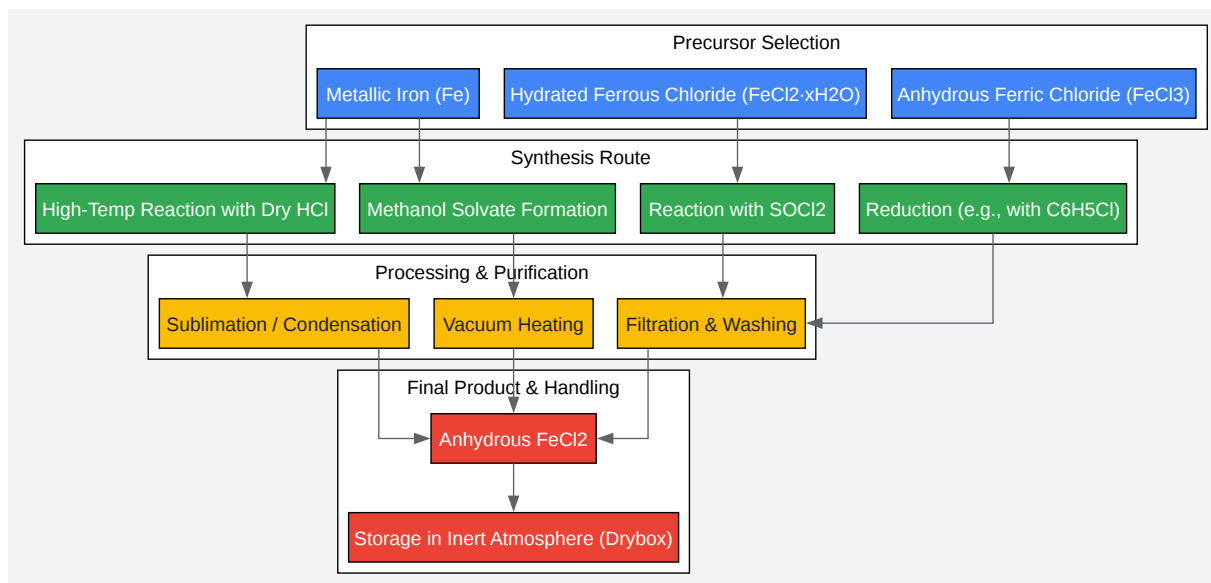 Precursor Selection
Metallic Iron (Fe)
Hydrated Ferrous Chloride (FeCl2·xH2O)
Anhydrous Ferric Chloride (FeCl3)
Synthesis Route
High-Temp Reaction with Dry HCl
Methanol Solvate Formation
Reaction with SOCl2
Reduction (e.g., with C6H5Cl)
Processing & Purification
Sublimation / Condensation
Vacuum Heating
Filtration & Washing
Final Product & Handling
Anhydrous FeCl2
Storage in Inert Atmosphere (Drybox)